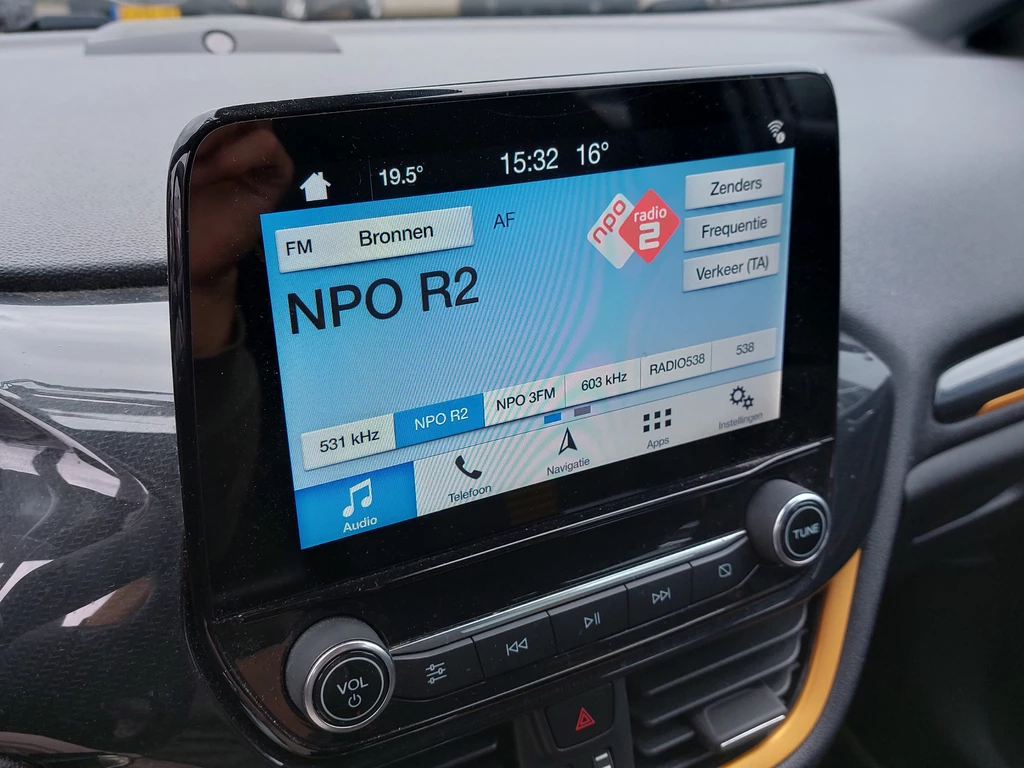 19.5° 15:32 16°
FM Bronnen AF
npo radio 2
Zenders
Frequentie
Verkeer (TA)
NPO R2
531 kHz NPO R2 NPO 3FM 603 kHz RADIO538 538
Audio Telefoon Navigatie Apps Instellingen
TUNE
VOL